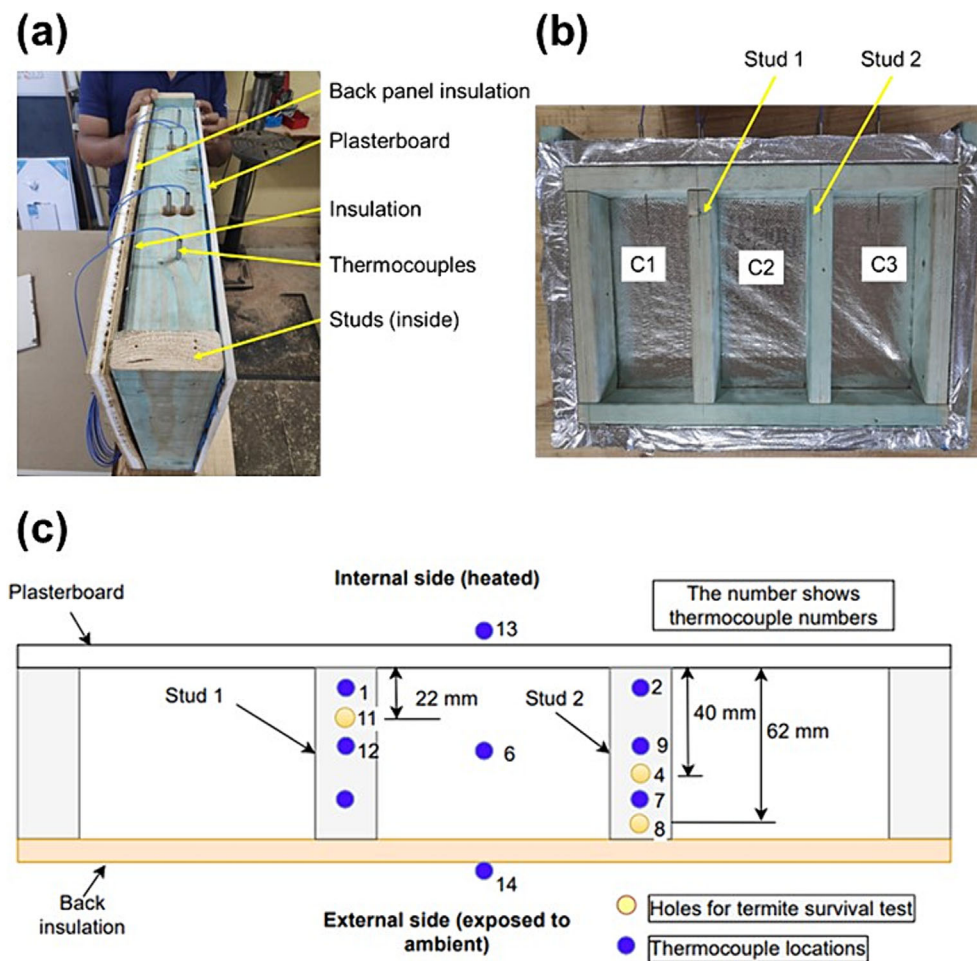 (a)
Back panel insulation
Plasterboard
Insulation
Thermocouples
Studs (inside)
(b)
Stud 1
Stud 2
C1
C2
C3
(c)
Plasterboard
Internal side (heated)
The number shows
thermocouple numbers
13
Stud 1
1
11
12
22 mm
6
Stud 2
2
9
4
7
8
40 mm
62 mm
Back
insulation
14
External side (exposed to
ambient)
Holes for termite survival test
Thermocouple locations